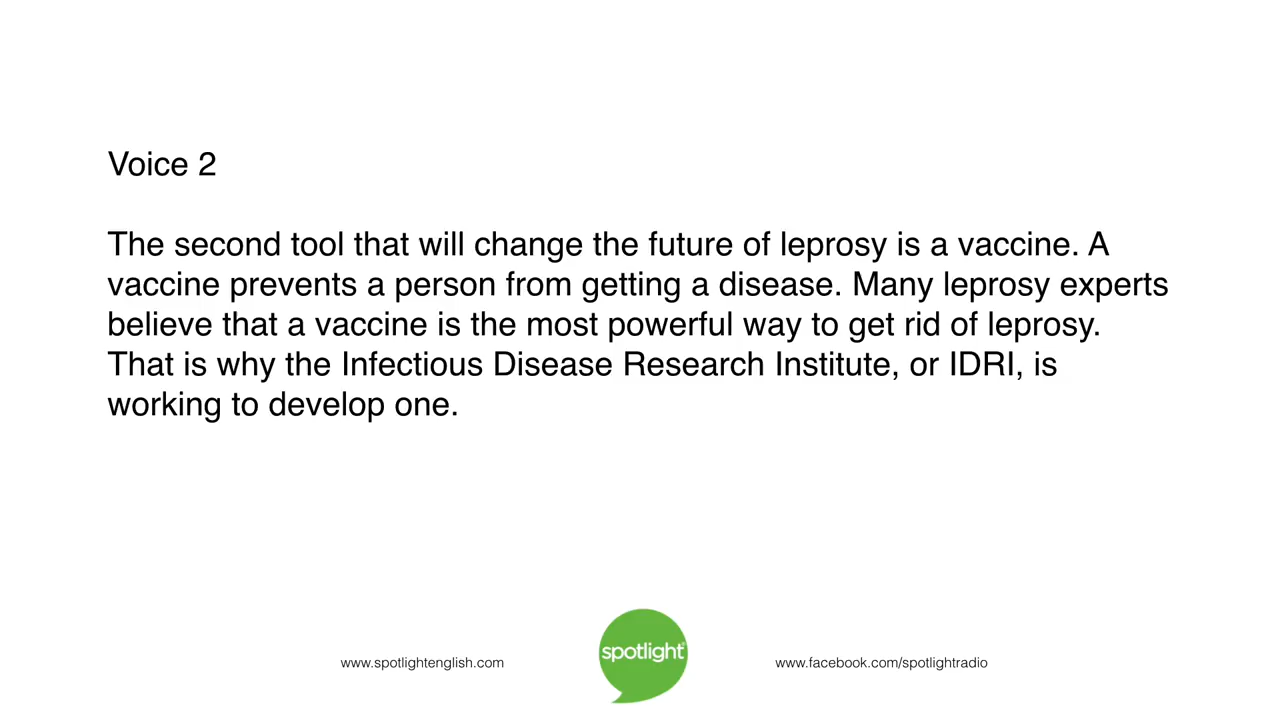 Voice 2
The second tool that will change the future of leprosy is a vaccine. A
vaccine prevents a person from getting a disease. Many leprosy experts
believe that a vaccine is the most powerful way to get rid of leprosy.
That is why the Infectious Disease Research Institute, or IDRI, is
working to develop one.
www.spotlightenglish.com
spotlight
www.facebook.com/spotlightradio